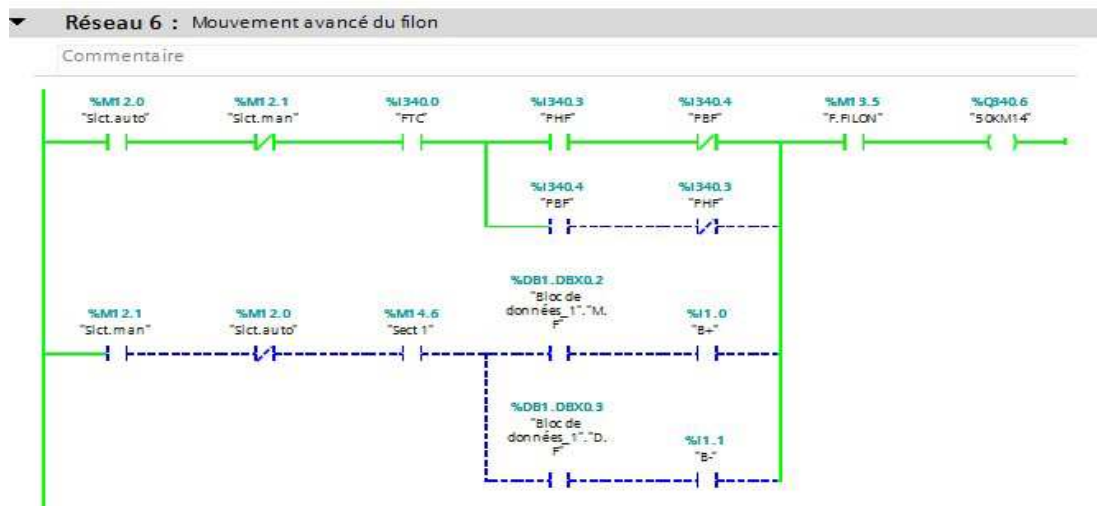 Réseau 6 : Mouvement avancé du filon
Commentaire
%M12.0 %M12.1 %I340.0 %I340.3 %I340.4 %M13.5 %Q340.6
"Slct.auto" "Slct.man" "FTC" "PHF" "PBF" "F.FILON" "50KM14"
%I340.4 %I340.3
"PBF" "PHF"
%DB1.DBX0.2
"Bloc de
%M12.1 %M12.0 %M14.6 données_1"."M. %I1.0
"Slct.man" "Slct.auto" "Sect 1" F" "B+"
%DB1.DBX0.3
"Bloc de
données_1"."D. %I1.1
F" "B-"